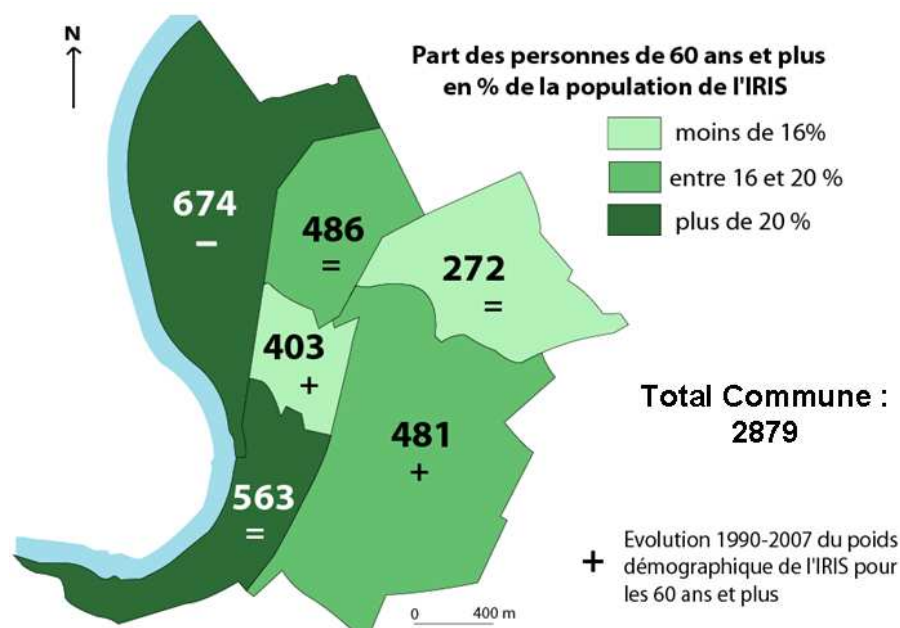 N
Part des personnes de 60 ans et plus
en % de la population de l'IRIS
moins de 16%
entre 16 et 20 %
plus de 20 %
674
–
486
=
272
=
403
+
481
+
563
=
Total Commune :
2879
+ Evolution 1990-2007 du poids
démographique de l'IRIS pour
les 60 ans et plus
0 400 m